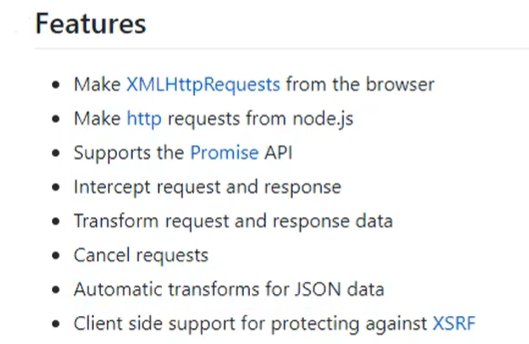 Features
Make XMLHttpRequests from the browser
Make http requests from node.js
Supports the Promise API
Intercept request and response
Transform request and response data
Cancel requests
Automatic transforms for JSON data
Client side support for protecting against XSRF